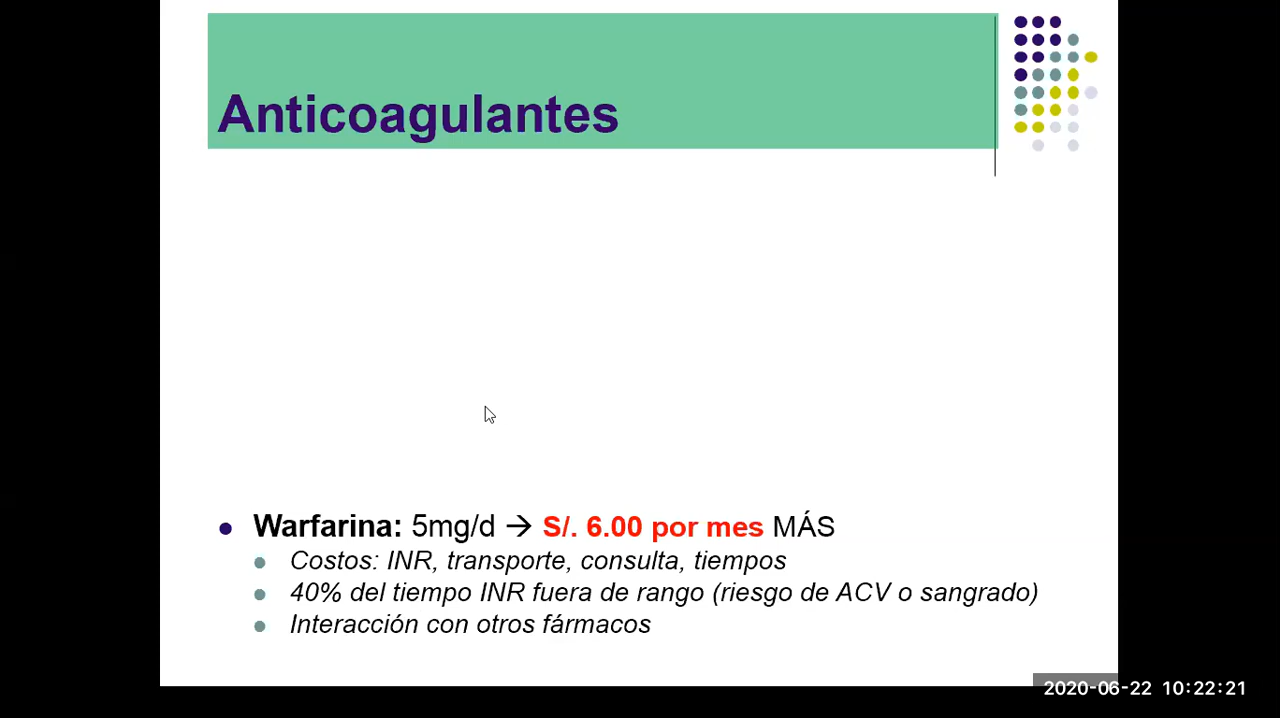 Anticoagulantes
Warfarina: 5mg/d → S/. 6.00 por mes MÁS
Costos: INR, transporte, consulta, tiempos
40% del tiempo INR fuera de rango (riesgo de ACV o sangrado)
Interacción con otros fármacos
2020-06-22 10:22:21